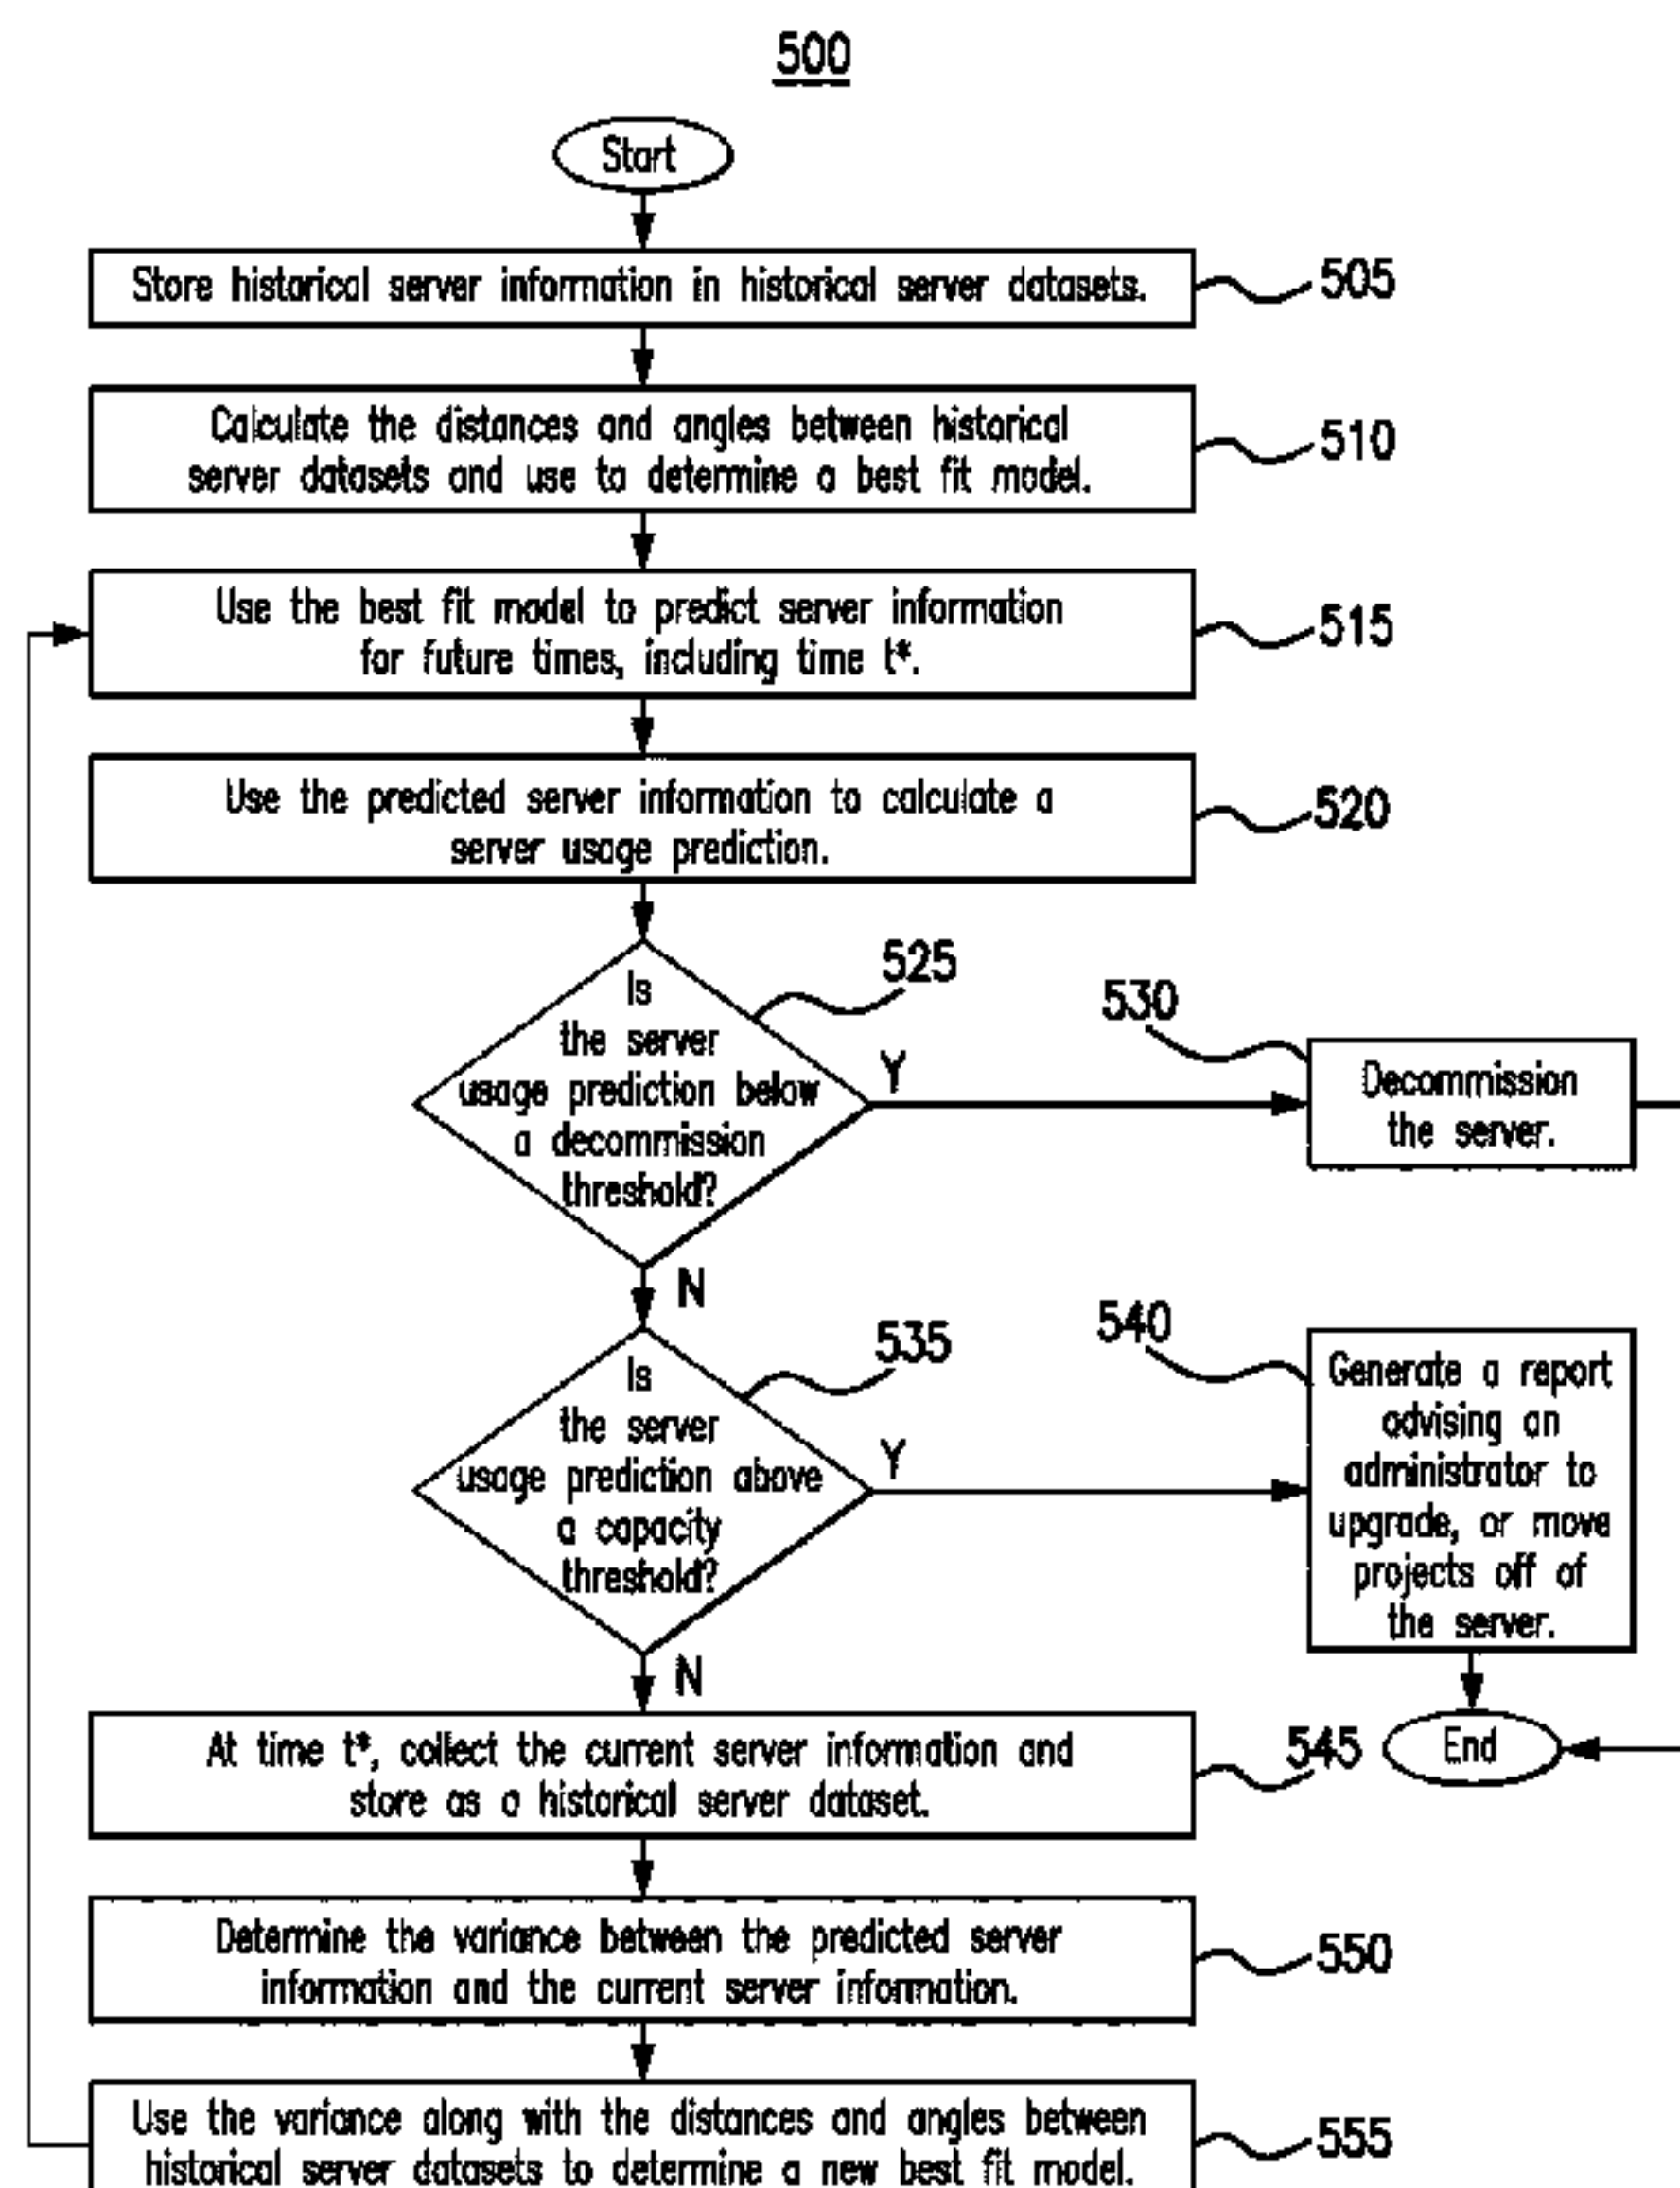 500
Start
Store historical server information in historical server datasets.
505
Calculate the distances and angles between historical
server datasets and use to determine a best fit model.
510
Use the best fit model to predict server information
for future times, including time t*.
515
Use the predicted server information to calculate a
server usage prediction.
520
Is
the server
usage prediction below
a decommission
threshold?
525
Y
530
Decommission
the server.
N
Is
the server
usage prediction above
a capacity
threshold?
535
Y
540
Generate a report
advising an
administrator to
upgrade, or move
projects off of
the server.
N
At time t*, collect the current server information and
store as a historical server dataset.
545
End
Determine the variance between the predicted server
information and the current server information.
550
Use the variance along with the distances and angles between
historical server datasets to determine a new best fit model.
555